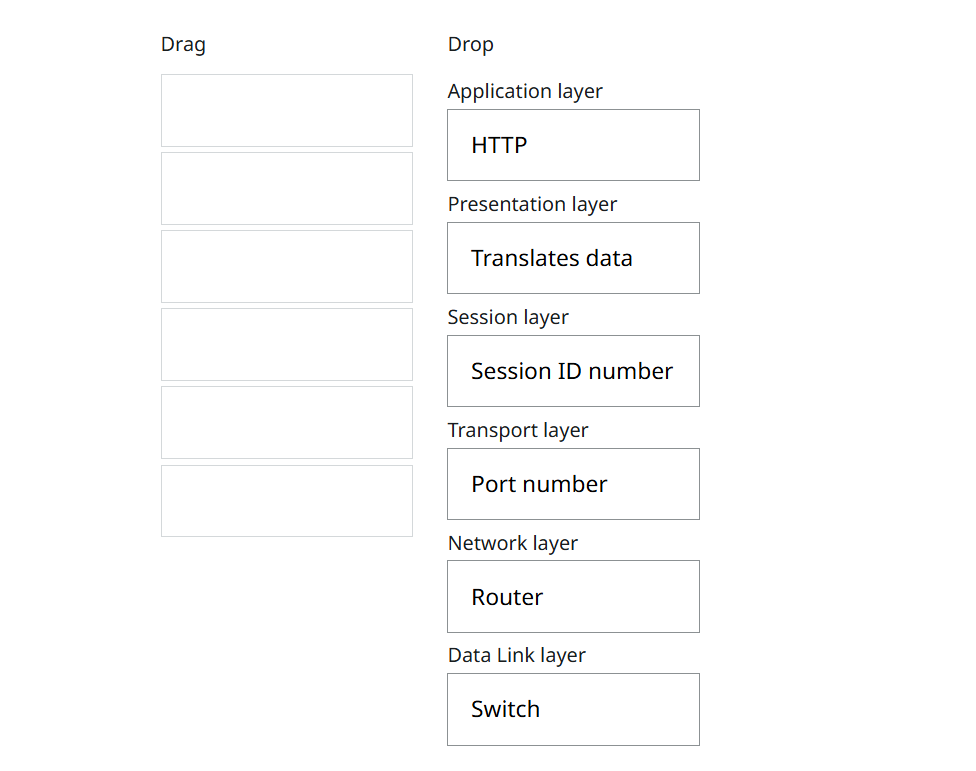 Drag
Drop
Application layer
HTTP
Presentation layer
Translates data
Session layer
Session ID number
Transport layer
Port number
Network layer
Router
Data Link layer
Switch